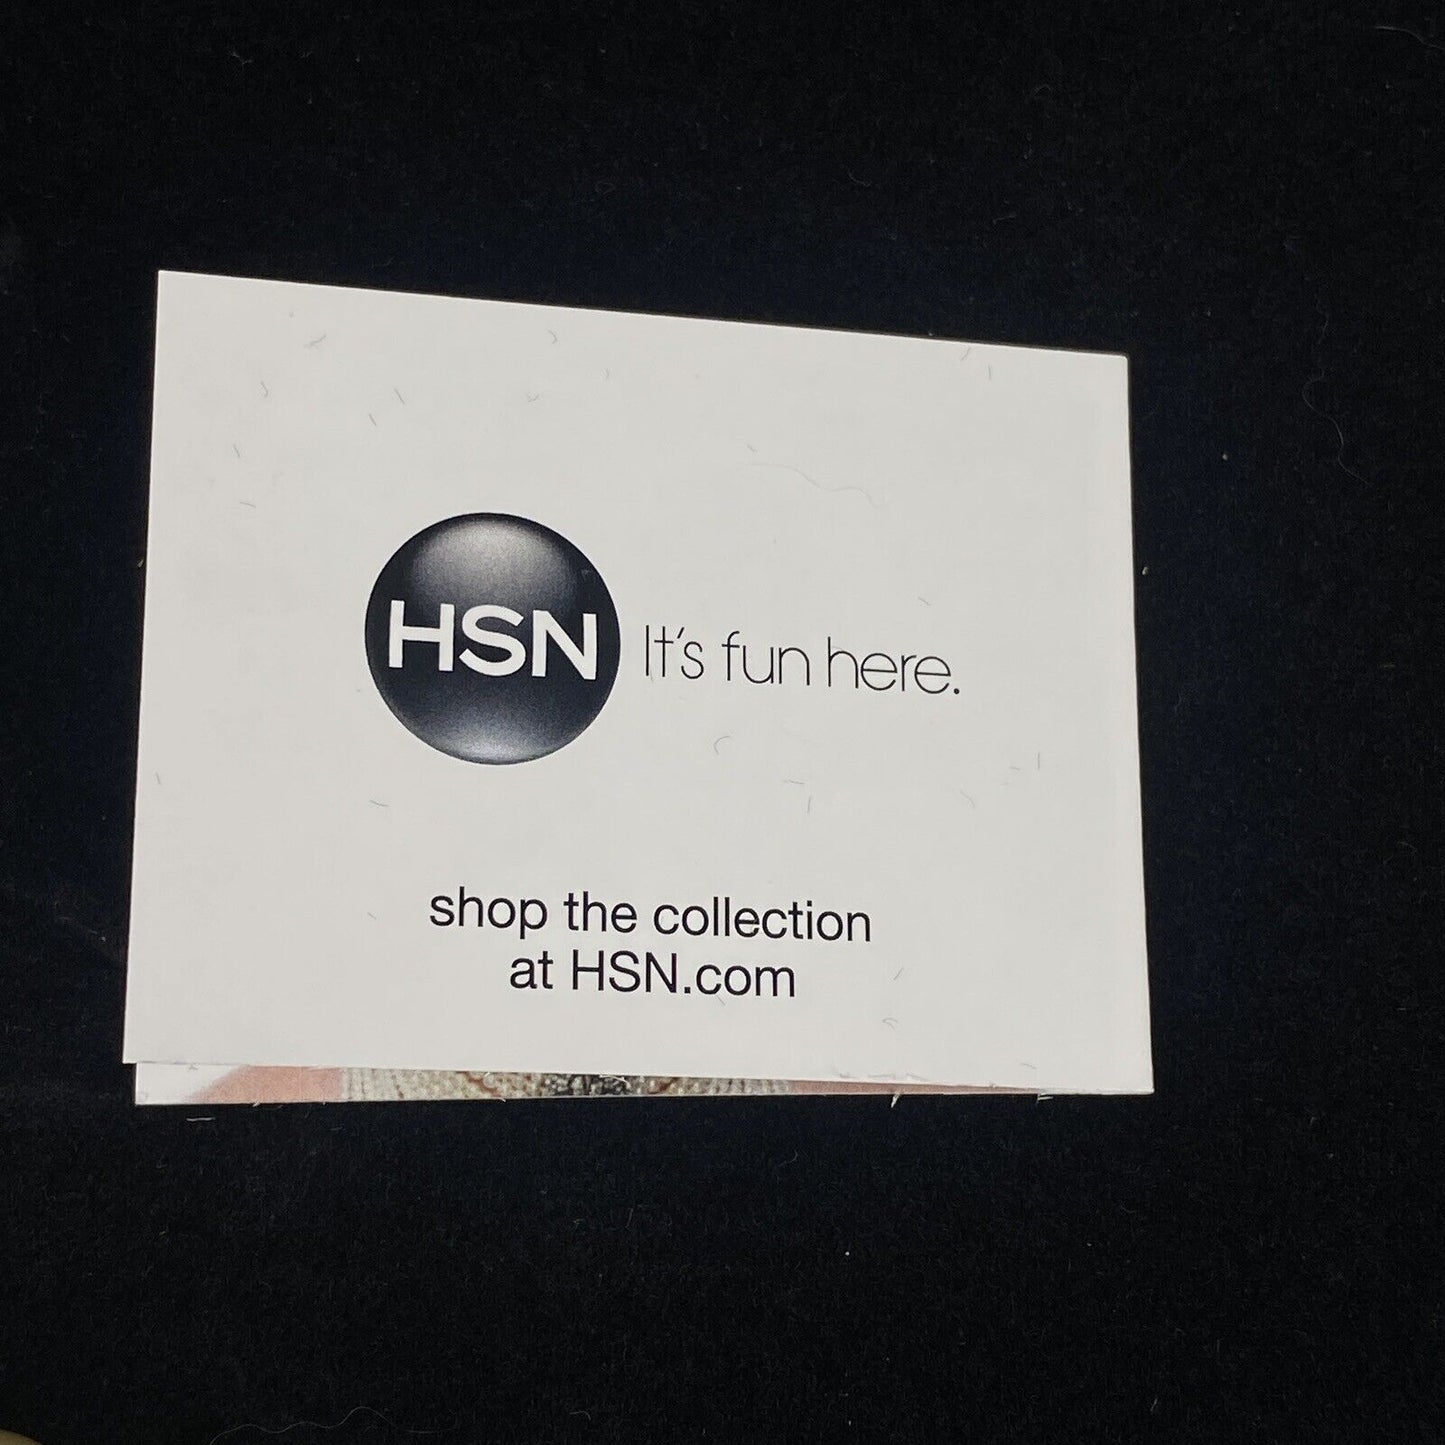 HSN It's fun here.
shop the collection
at HSN.com